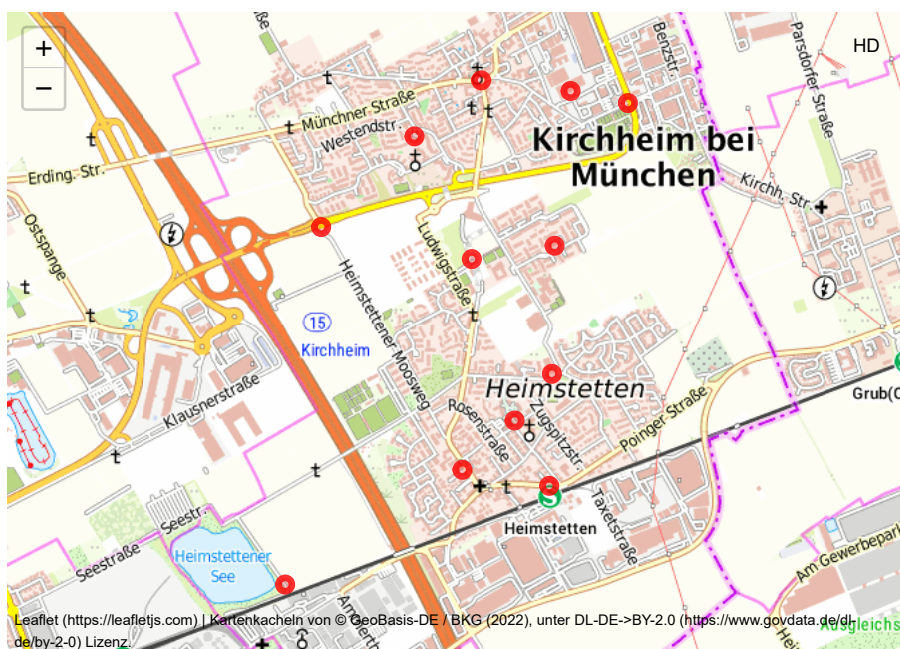 +
−
HD
Benzstr.
Parsdorfer Straße
straße
Münchner Straße
Westendstr.
Kirchheim bei
München
Erding. Str.
Kirchh. Str.
Ostspange
Ludwigstraße
Heimstettener Moosweg
15
Kirchheim
Klausnerstraße
Heimstetten
Grub(O
Rosenstraße
Zugspitzstr.
Poinger Straße
S
Heimstetten
Taxetstraße
Seestraße
Seestr.
Heimstettener
See
Am Gewerbepark
Ausgleichs
Leaflet (https://leafletjs.com) | Kartenkacheln von © GeoBasis-DE / BKG (2022), unter DL-DE->BY-2.0 (https://www.govdata.de/dl-
de/by-2-0) Lizenz.